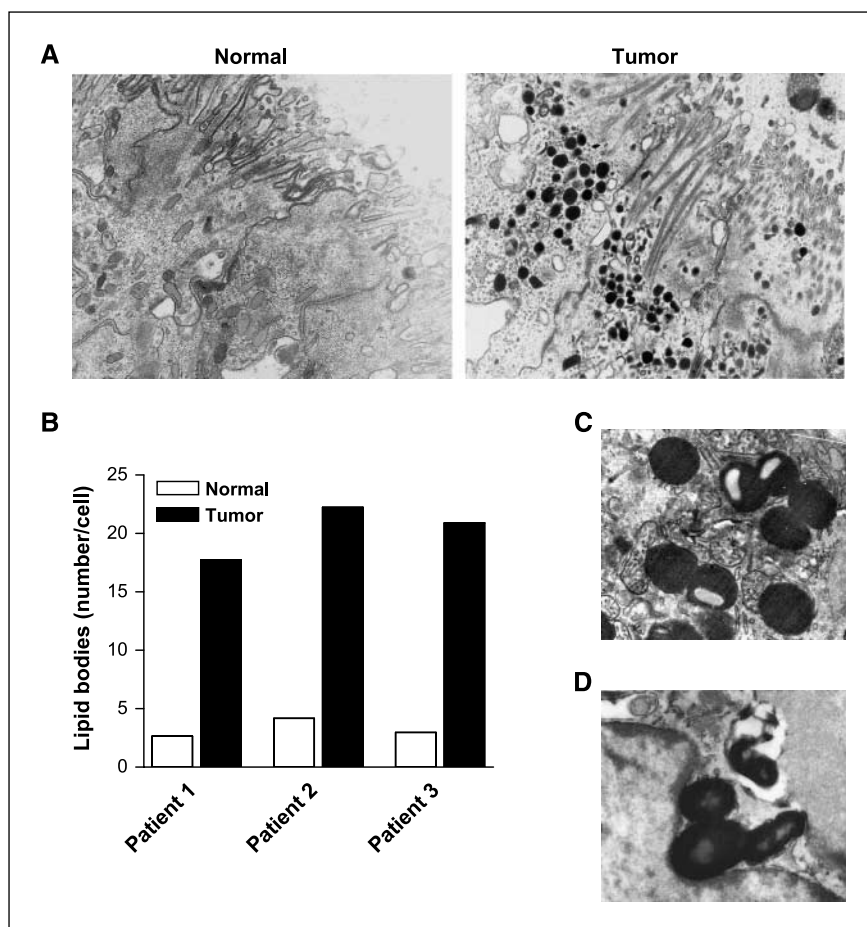 A
Normal
Tumor
B
Lipid bodies (number/cell)
25
20
15
10
5
0
Normal
Tumor
Patient 1
Patient 2
Patient 3
C
D